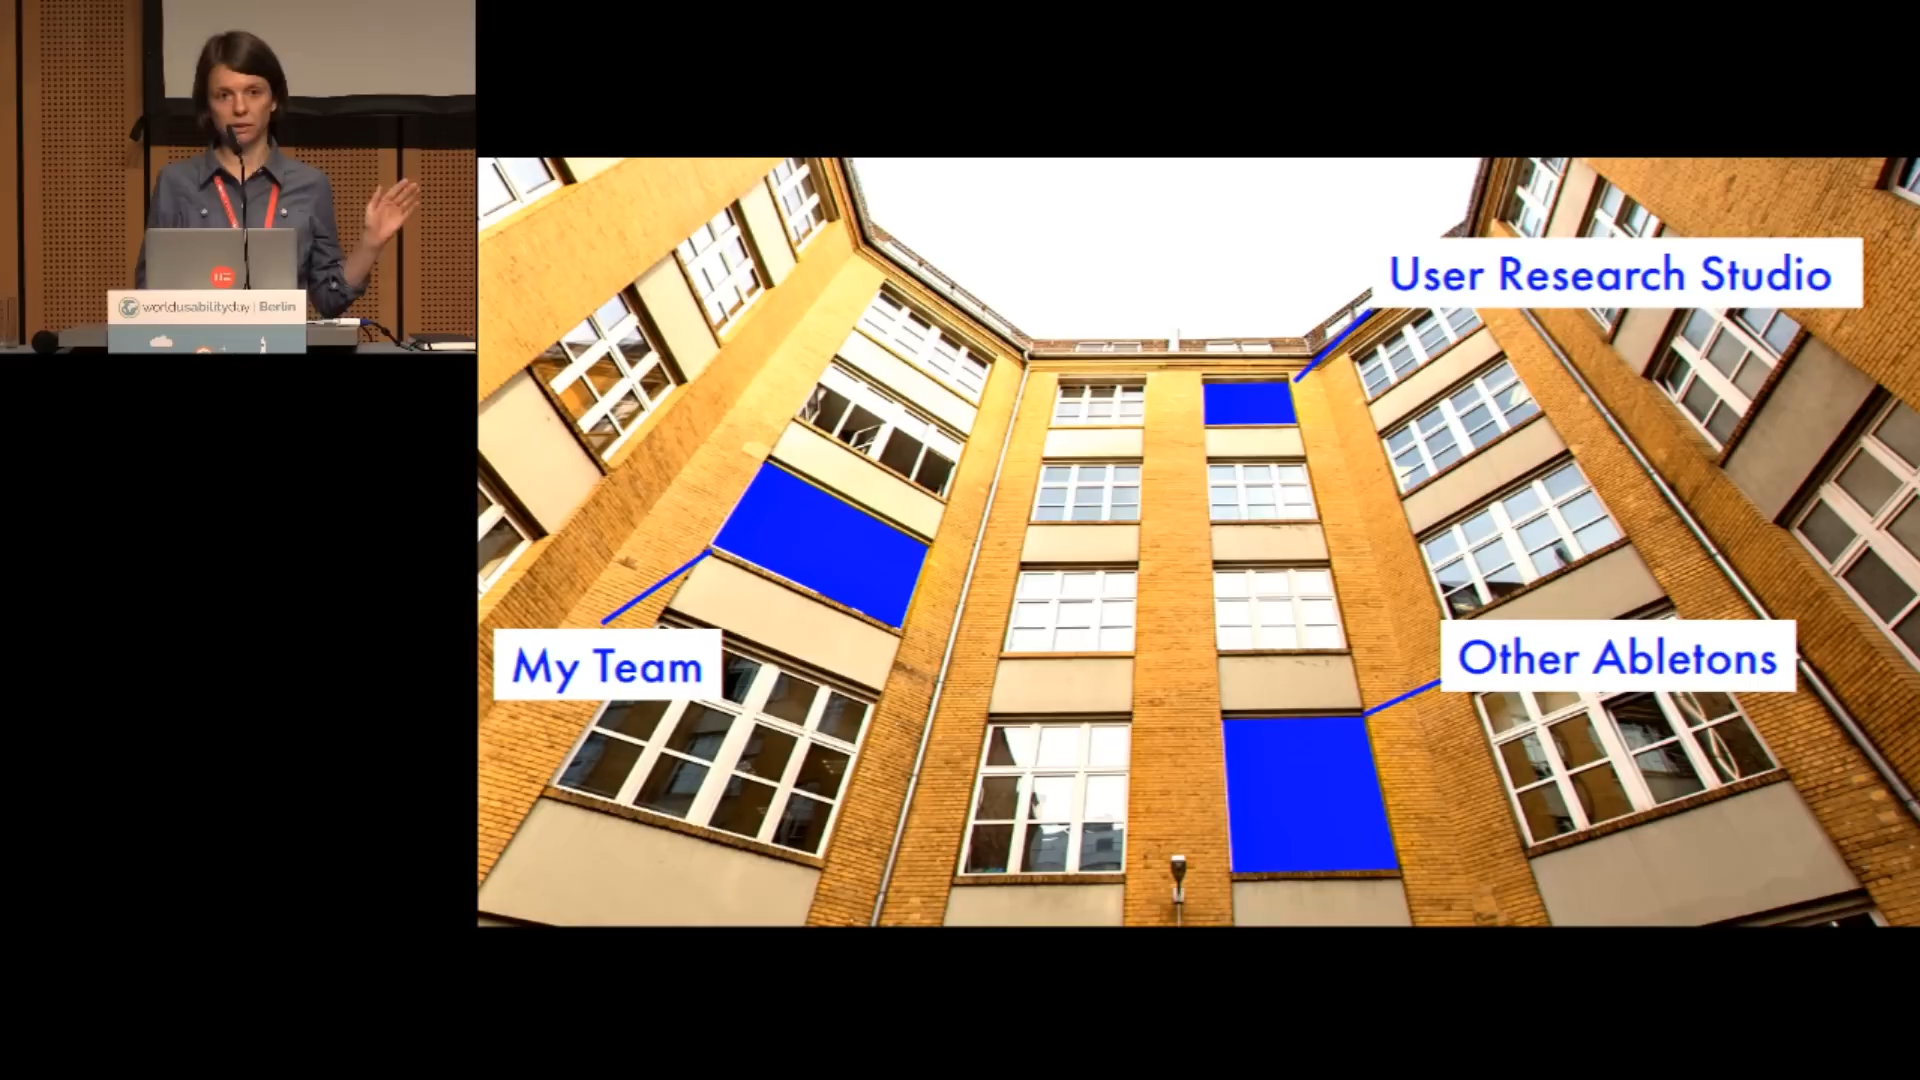 worldusabilityday | Berlin
User Research Studio
My Team
Other Abletons